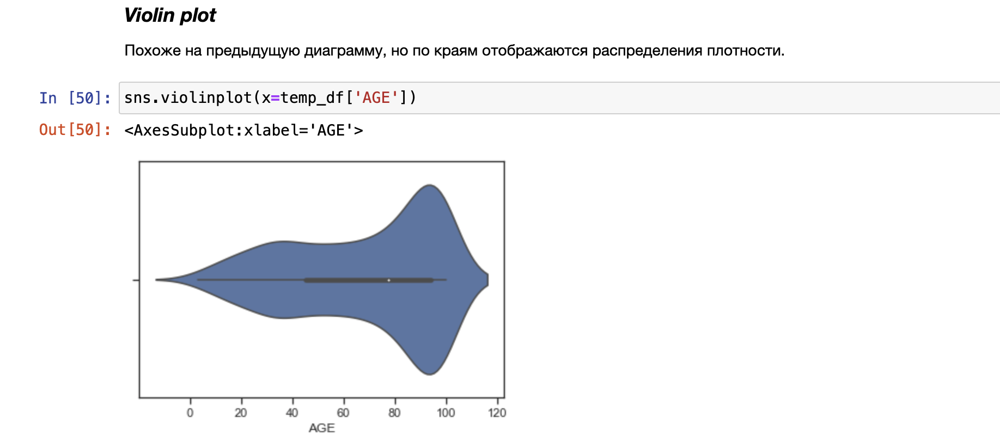 Violin plot
Похоже на предыдущую диаграмму, но по краям отображаются распределения плотности.
In [50]: sns.violinplot(x=temp_df['AGE'])
Out[50]: <AxesSubplot:xlabel='AGE'>
0 20 40 60 80 100 120
AGE